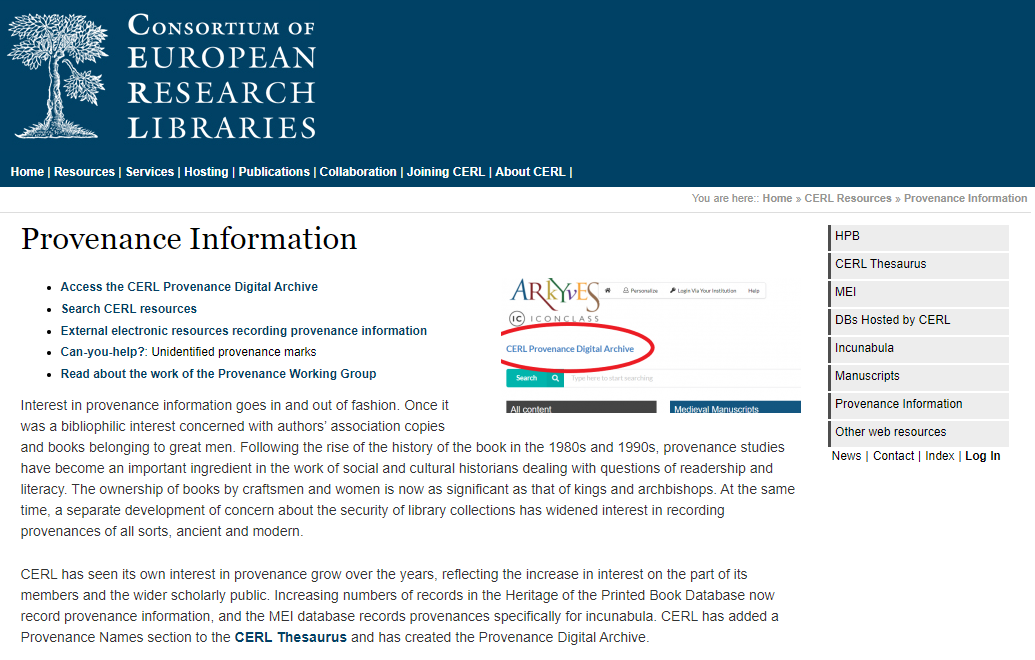 CONSORTIUM OF
EUROPEAN
RESEARCH
LIBRARIES
Home | Resources | Services | Hosting | Publications | Collaboration | Joining CERL | About CERL |
You are here:: Home » CERL Resources » Provenance Information
Provenance Information
Access the CERL Provenance Digital Archive
Search CERL resources
External electronic resources recording provenance information
Can-you-help?: Unidentified provenance marks
Read about the work of the Provenance Working Group
ARKYVES
Personalize Login Via Your Institution Help
IC ICONCLASS
CERL Provenance Digital Archive
Search Type here to start searching
All content Medieval Manuscripts
Interest in provenance information goes in and out of fashion. Once it
was a bibliophilic interest concerned with authors' association copies
and books belonging to great men. Following the rise of the history of the book in the 1980s and 1990s, provenance studies
have become an important ingredient in the work of social and cultural historians dealing with questions of readership and
literacy. The ownership of books by craftsmen and women is now as significant as that of kings and archbishops. At the same
time, a separate development of concern about the security of library collections has widened interest in recording
provenances of all sorts, ancient and modern.
CERL has seen its own interest in provenance grow over the years, reflecting the increase in interest on the part of its
members and the wider scholarly public. Increasing numbers of records in the Heritage of the Printed Book Database now
record provenance information, and the MEI database records provenances specifically for incunabula. CERL has added a
Provenance Names section to the CERL Thesaurus and has created the Provenance Digital Archive.
HPB
CERL Thesaurus
MEI
DBs Hosted by CERL
Incunabula
Manuscripts
Provenance Information
Other web resources
News | Contact | Index | Log In